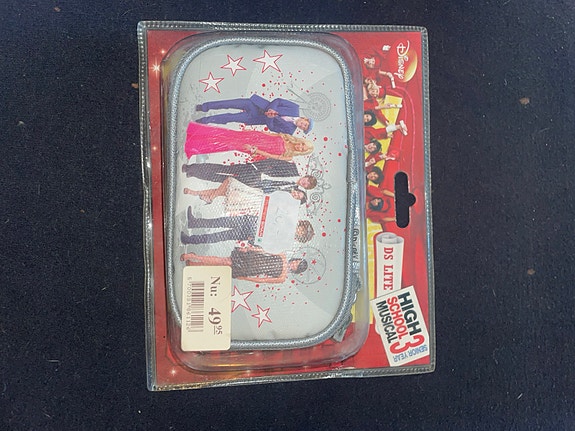 Disney
DS LITE
HIGH
SCHOOL
MUSICAL
3
SENIOR YEAR
Nu: 49.95